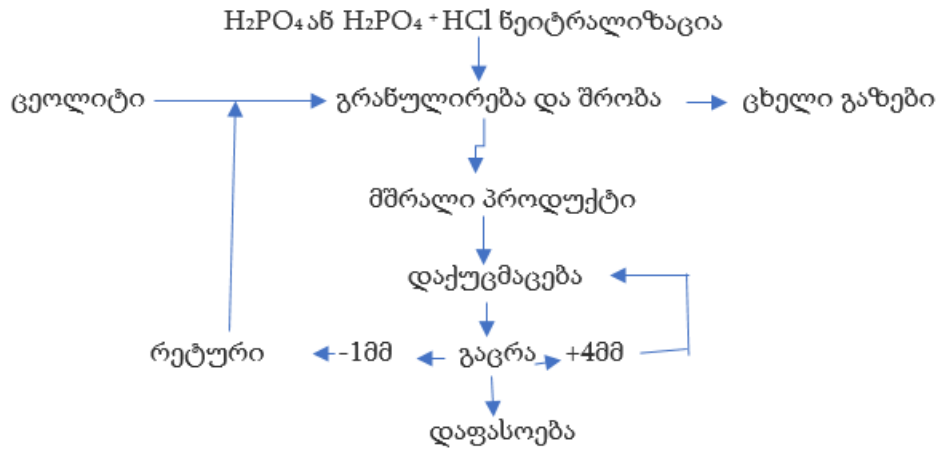 H₂PO₄ ან H₂PO₄ + HCl ნეიტრალიზაცია
ცეოლიტი გრანულირება და შრობა ცხელი გაზები
მშრალი პროდუქტი
დაქუცმაცება
რეტური -1მმ გაცრა +4მმ
დაფასოება